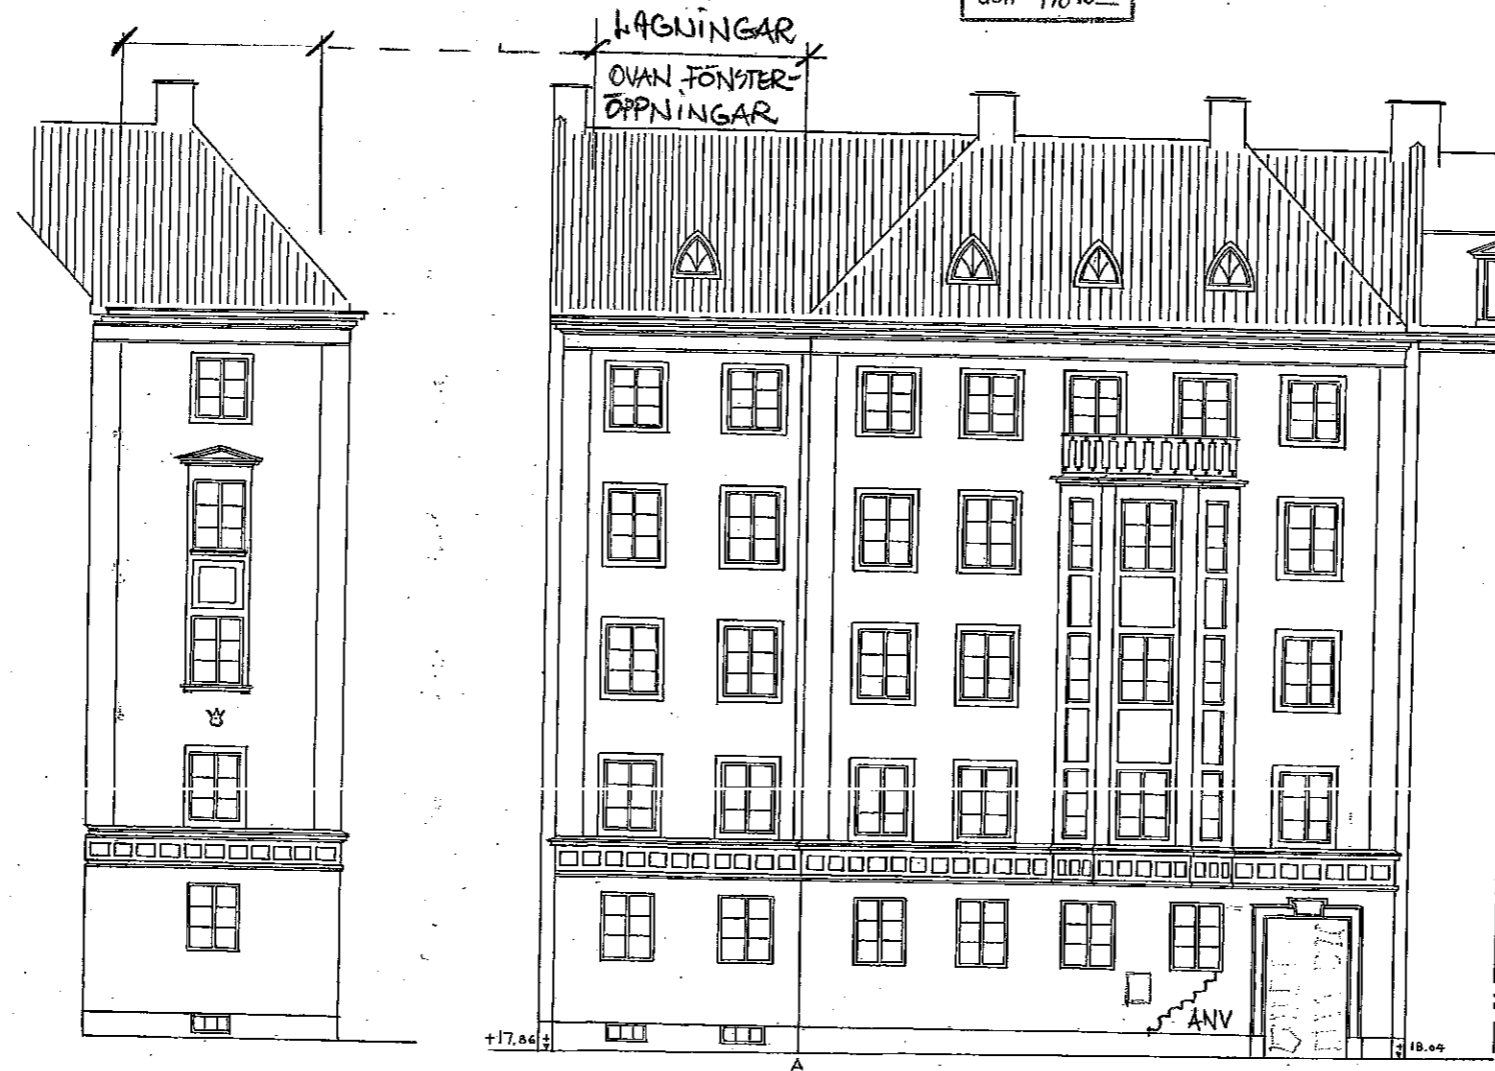 LAGNINGAR
OVAN FÖNSTER-
ÖPPNINGAR
ANV
+17,86
18.04
A